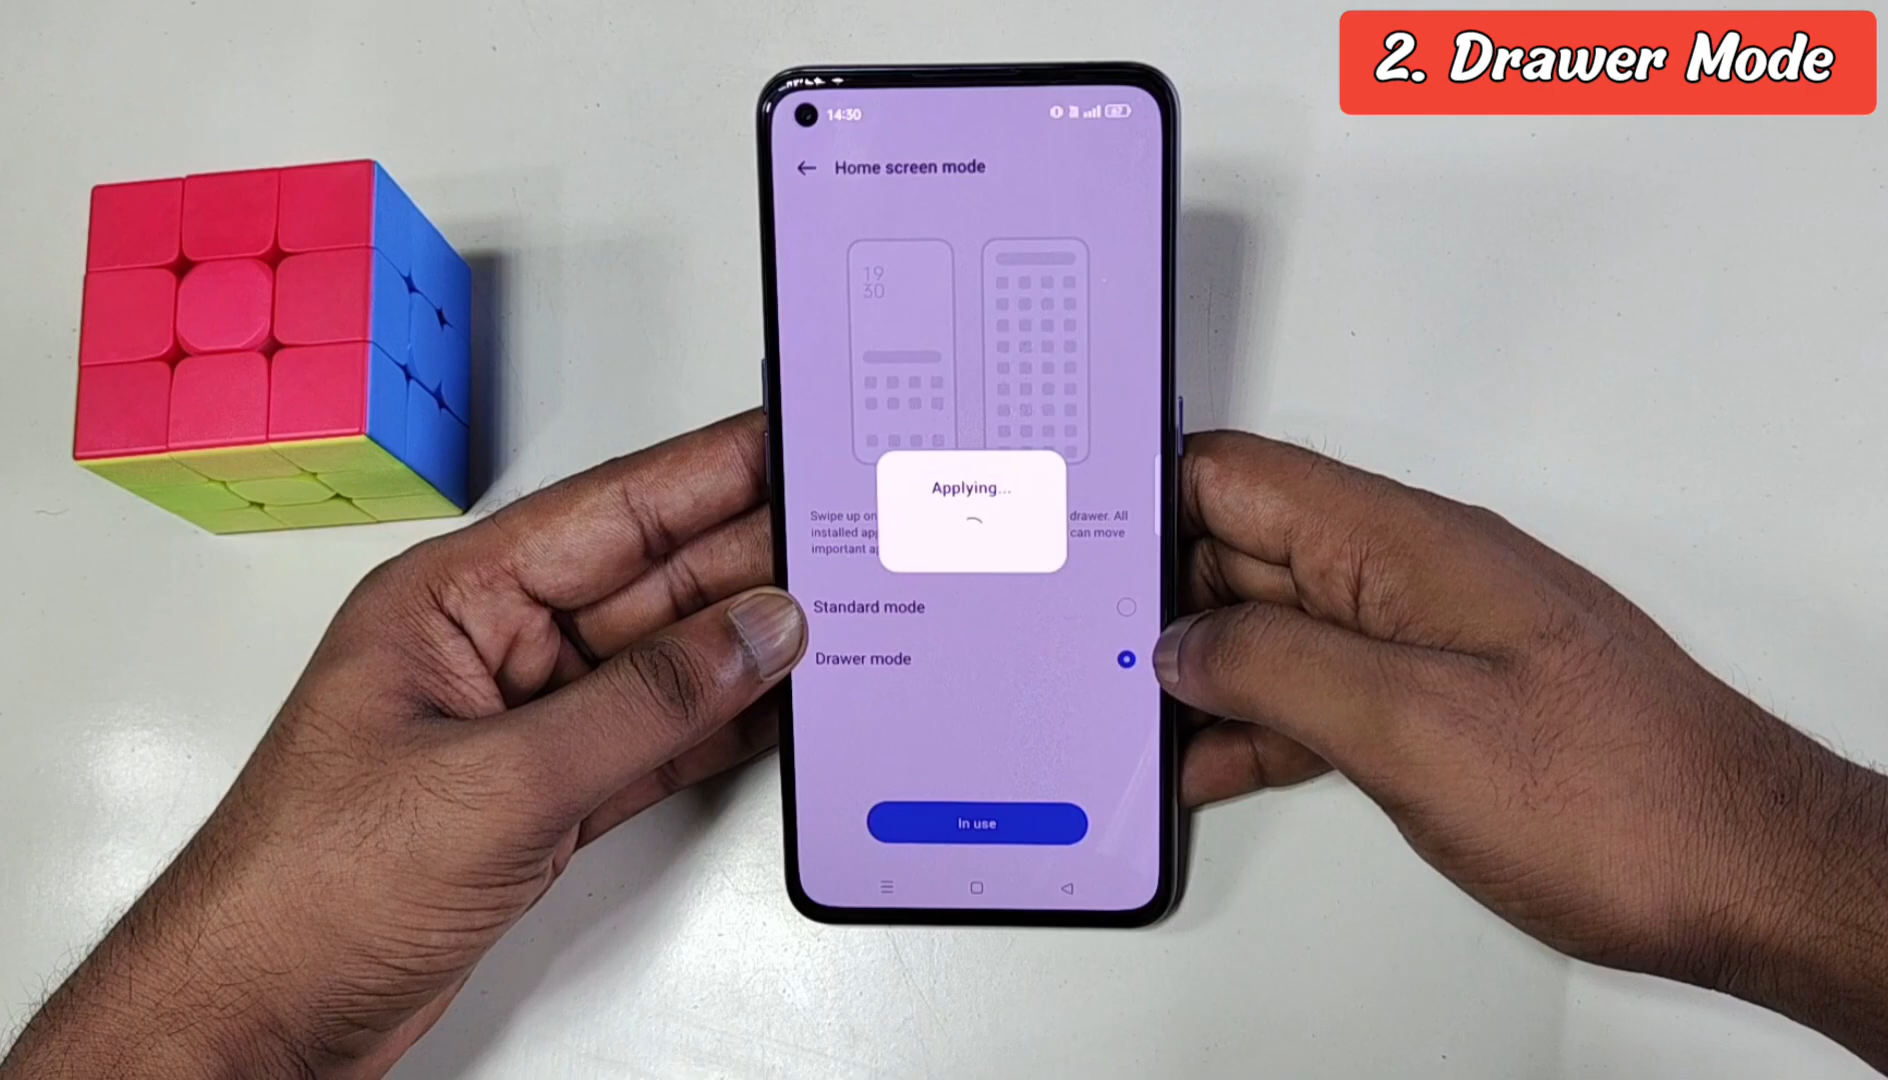 2. Drawer Mode
14:30
Home screen mode
19
30
Applying...
Swipe up on drawer. All
installed can move
important
Standard mode
Drawer mode
In use